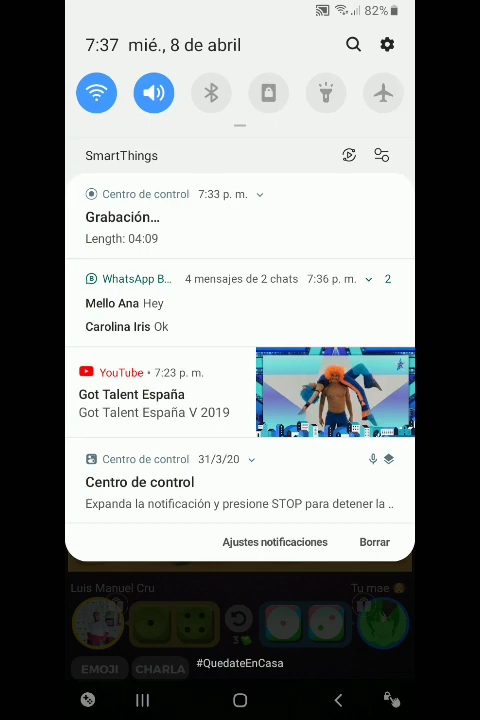 82%
7:37 mié., 8 de abril
SmartThings
Centro de control 7:33 p. m.
Grabación...
Length: 04:09
WhatsApp B... 4 mensajes de 2 chats 7:36 p. m. 2
Mello Ana Hey
Carolina Iris Ok
YouTube • 7:23 p. m.
Got Talent España
Got Talent España V 2019
Centro de control 31/3/20
Centro de control
Expanda la notificación y presione STOP para detener la ..
Ajustes notificaciones Borrar
Luis Manuel Cru Tu mae
3
EMOJI CHARLA #QuedateEnCasa